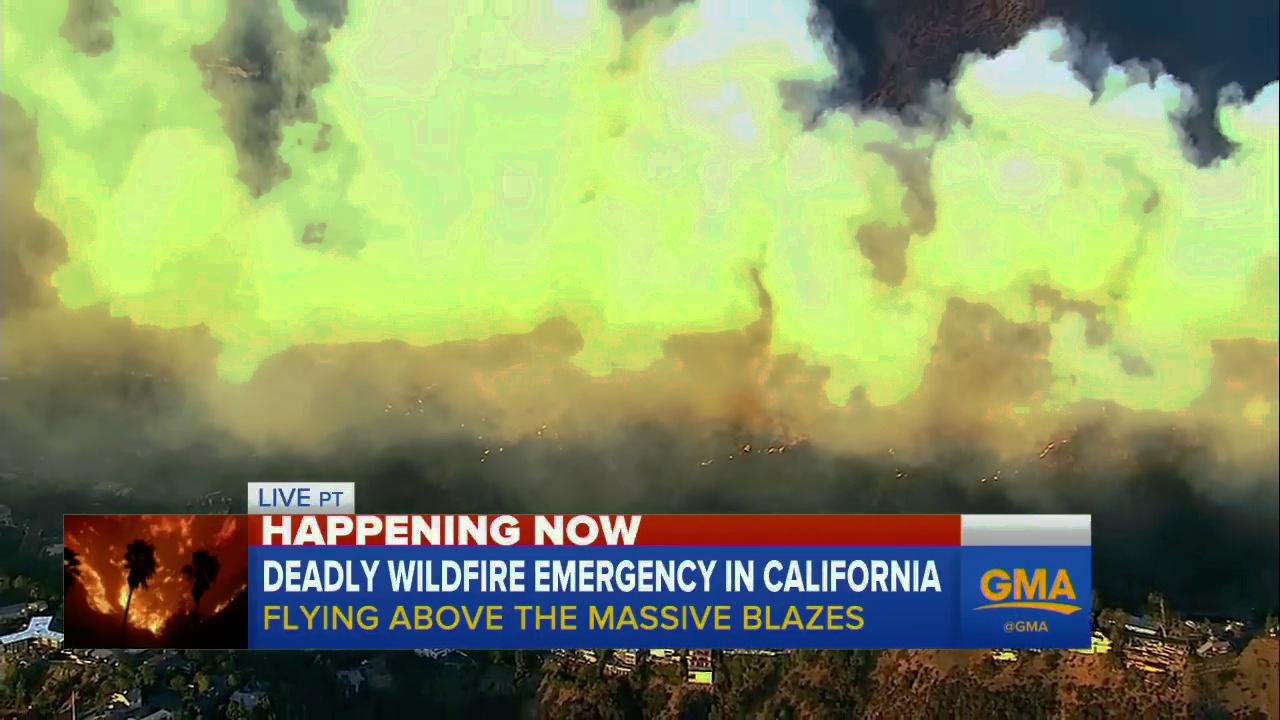 LIVE PT
HAPPENING NOW
DEADLY WILDFIRE EMERGENCY IN CALIFORNIA
FLYING ABOVE THE MASSIVE BLAZES
GMA
@GMA